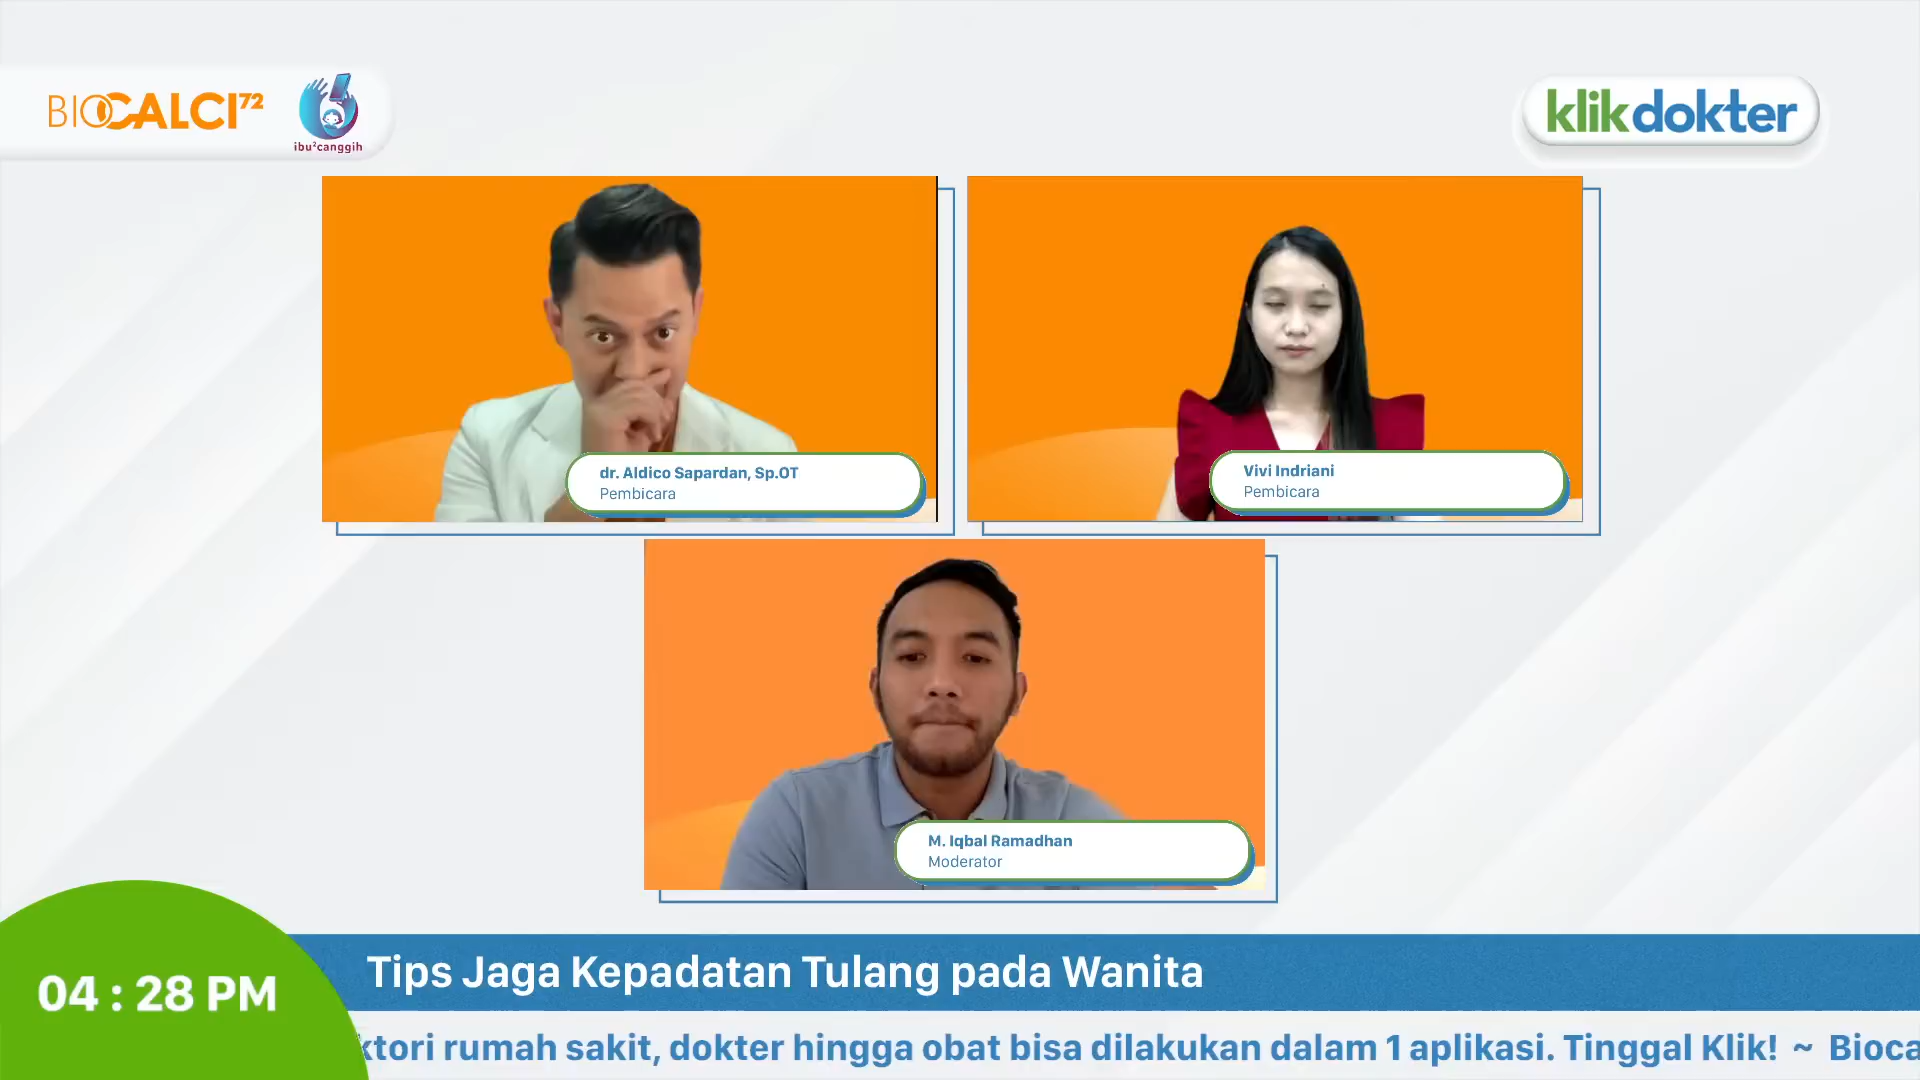 BIOCALCI72
ibu²canggih
klikdokter
dr. Aldico Sapardan, Sp.OT
Pembicara
Vivi Indriani
Pembicara
M. Iqbal Ramadhan
Moderator
04 : 28 PM
Tips Jaga Kepadatan Tulang pada Wanita
ktori rumah sakit, dokter hingga obat bisa dilakukan dalam 1 aplikasi. Tinggal Klik! ~ Bioca